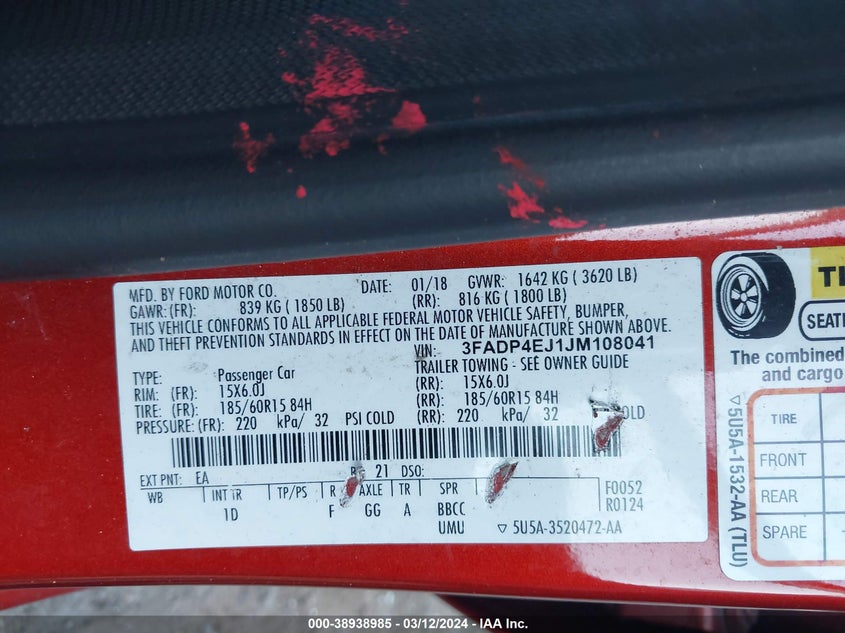 MFD. BY FORD MOTOR CO. DATE: 01/18 GVWR: 1642 KG ( 3620 LB)
GAWR: (FR): 839 KG ( 1850 LB) (RR): 816 KG ( 1800 LB)
THIS VEHICLE CONFORMS TO ALL APPLICABLE FEDERAL MOTOR VEHICLE SAFETY, BUMPER,
AND THEFT PREVENTION STANDARDS IN EFFECT ON THE DATE OF MANUFACTURE SHOWN ABOVE.
VIN: 3FADP4EJ1JM108041
TYPE: Passenger Car TRAILER TOWING - SEE OWNER GUIDE
RIM: (FR): 15X6.0J (RR): 15X6.0J
TIRE: (FR): 185/60R15 84H (RR): 185/60R15 84H
PRESSURE: (FR): 220 kPa/ 32 PSI COLD (RR): 220 kPa/ 32
EXT PNT: EA 21 DSO:
WB INT TR TP/PS R AXLE TR SPR F0052
1D F GG A BBCC R0124
UMU ▽ 5U5A-3520472-AA
The combined
and cargo
TIRE
FRONT
REAR
SPARE
▽5U5A-1532-AA (TLU)
000-38938985 - 03/12/2024 - iaai.com